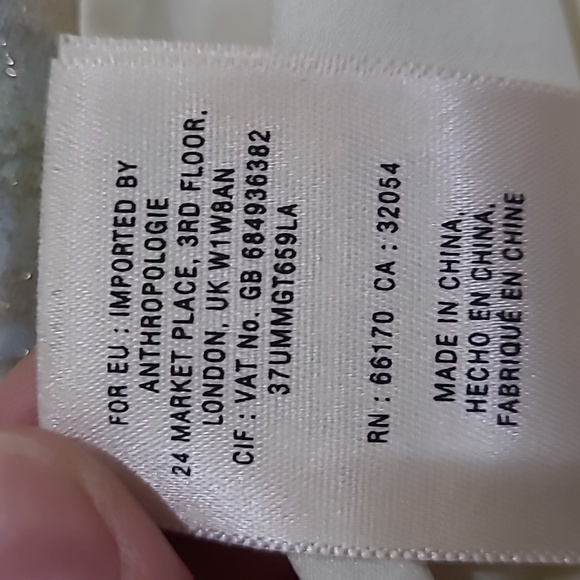 FOR EU : IMPORTED BY
ANTHROPOLOGIE
24 MARKET PLACE, 3RD FLOOR,
LONDON, UK W1W8AN
CIF : VAT No. GB 684936382
37UMMGT659LA
RN : 66170 CA : 32054
MADE IN CHINA,
HECHO EN CHINA,
FABRIQUÉ EN CHINE